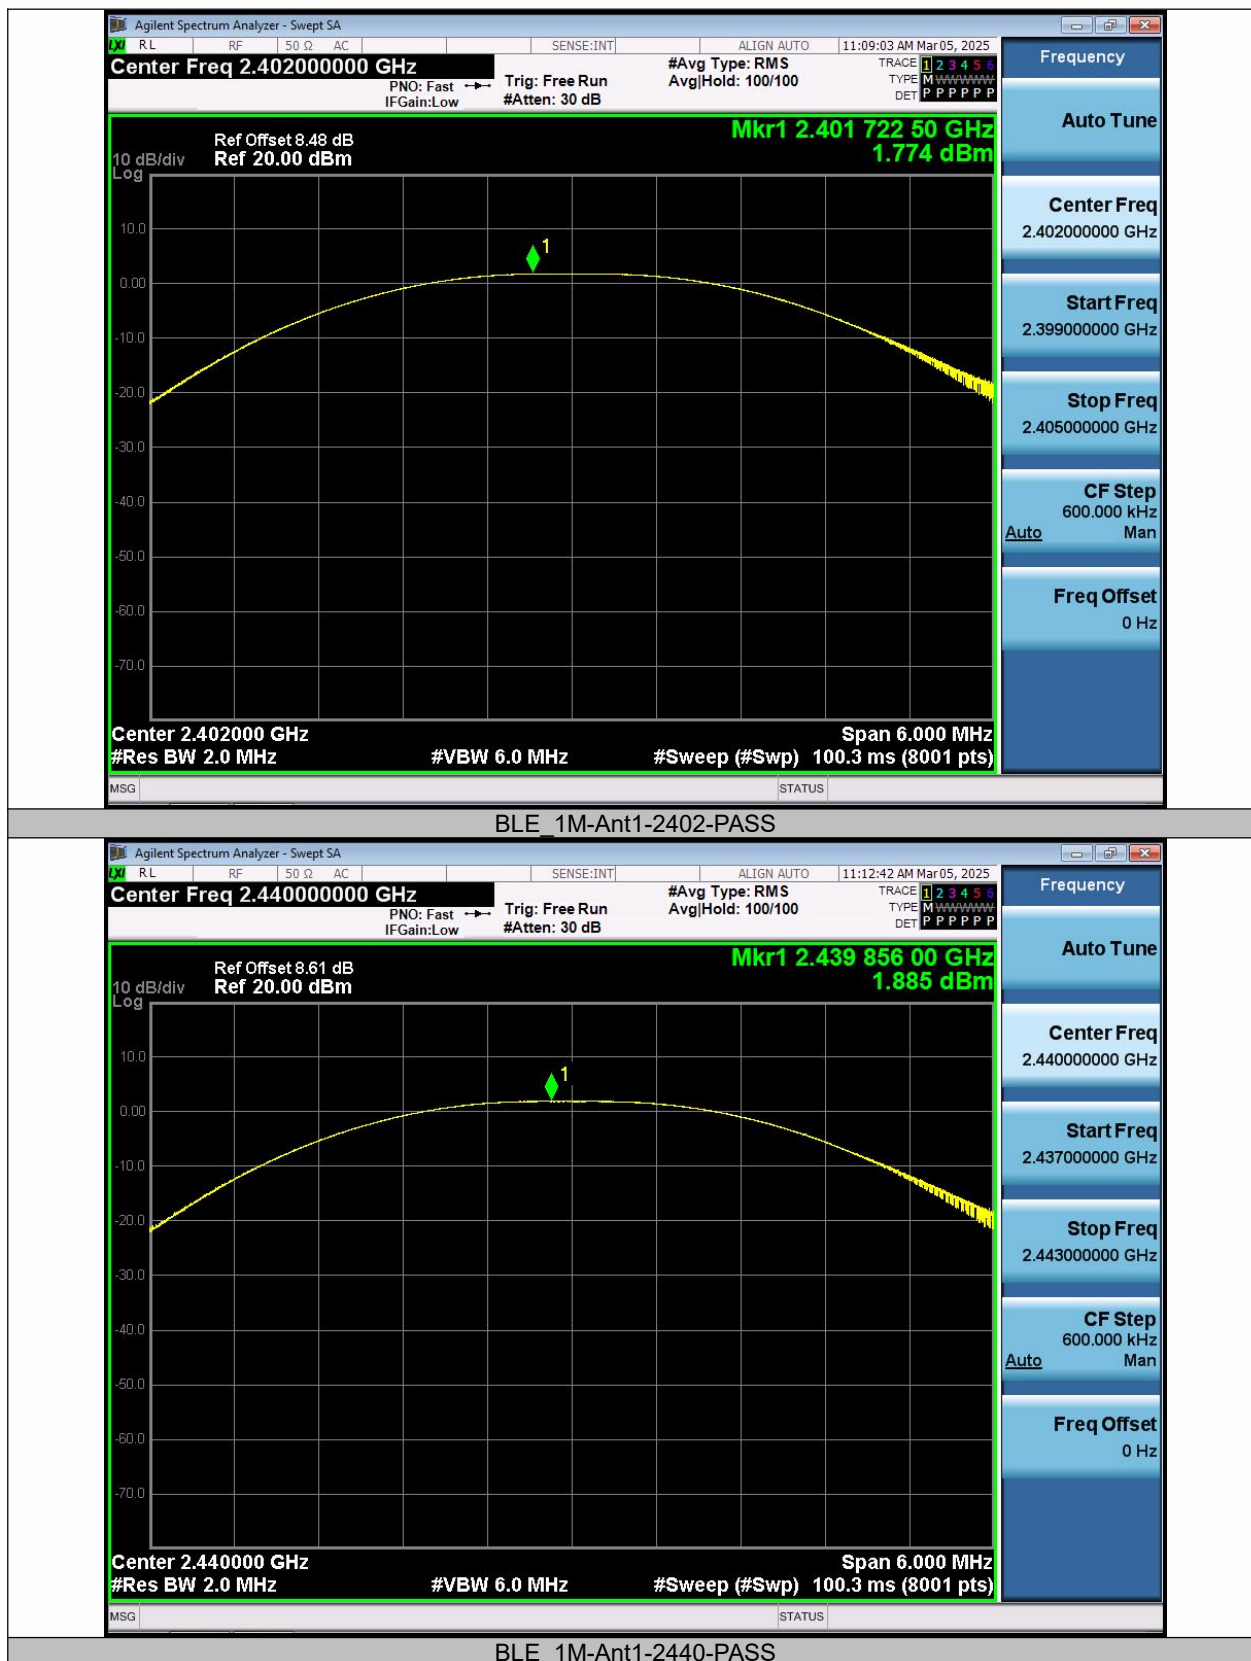 Agilent Spectrum Analyzer - Swept SA
LXI RL RF 50 Ω AC SENSE:INT ALIGN AUTO 11:09:03 AM Mar 05, 2025
Center Freq 2.402000000 GHz
PNO: Fast
IFGain:Low
Trig: Free Run
#Atten: 30 dB
#Avg Type: RMS
Avg|Hold: 100/100
TRACE 1 2 3 4 5 6
TYPE M WWWWW
DET P P P P P P
Frequency
Mkr1 2.401 722 50 GHz
1.774 dBm
Ref Offset 8.48 dB
10 dB/div Ref 20.00 dBm
Log
10.0
1
0.00
-10.0
-20.0
-30.0
-40.0
-50.0
-60.0
-70.0
Center 2.402000 GHz Span 6.000 MHz
#Res BW 2.0 MHz #VBW 6.0 MHz #Sweep (#Swp) 100.3 ms (8001 pts)
Auto Tune
Center Freq
2.402000000 GHz
Start Freq
2.399000000 GHz
Stop Freq
2.405000000 GHz
CF Step
600.000 kHz
Auto Man
Freq Offset
0 Hz
MSG STATUS
BLE_1M-Ant1-2402-PASS
Agilent Spectrum Analyzer - Swept SA
LXI RL RF 50 Ω AC SENSE:INT ALIGN AUTO 11:12:42 AM Mar 05, 2025
Center Freq 2.440000000 GHz
PNO: Fast
IFGain:Low
Trig: Free Run
#Atten: 30 dB
#Avg Type: RMS
Avg|Hold: 100/100
TRACE 1 2 3 4 5 6
TYPE M WWWWW
DET P P P P P P
Frequency
Mkr1 2.439 856 00 GHz
1.885 dBm
Ref Offset 8.61 dB
10 dB/div Ref 20.00 dBm
Log
10.0
1
0.00
-10.0
-20.0
-30.0
-40.0
-50.0
-60.0
-70.0
Center 2.440000 GHz Span 6.000 MHz
#Res BW 2.0 MHz #VBW 6.0 MHz #Sweep (#Swp) 100.3 ms (8001 pts)
Auto Tune
Center Freq
2.440000000 GHz
Start Freq
2.437000000 GHz
Stop Freq
2.443000000 GHz
CF Step
600.000 kHz
Auto Man
Freq Offset
0 Hz
MSG STATUS
BLE_1M-Ant1-2440-PASS